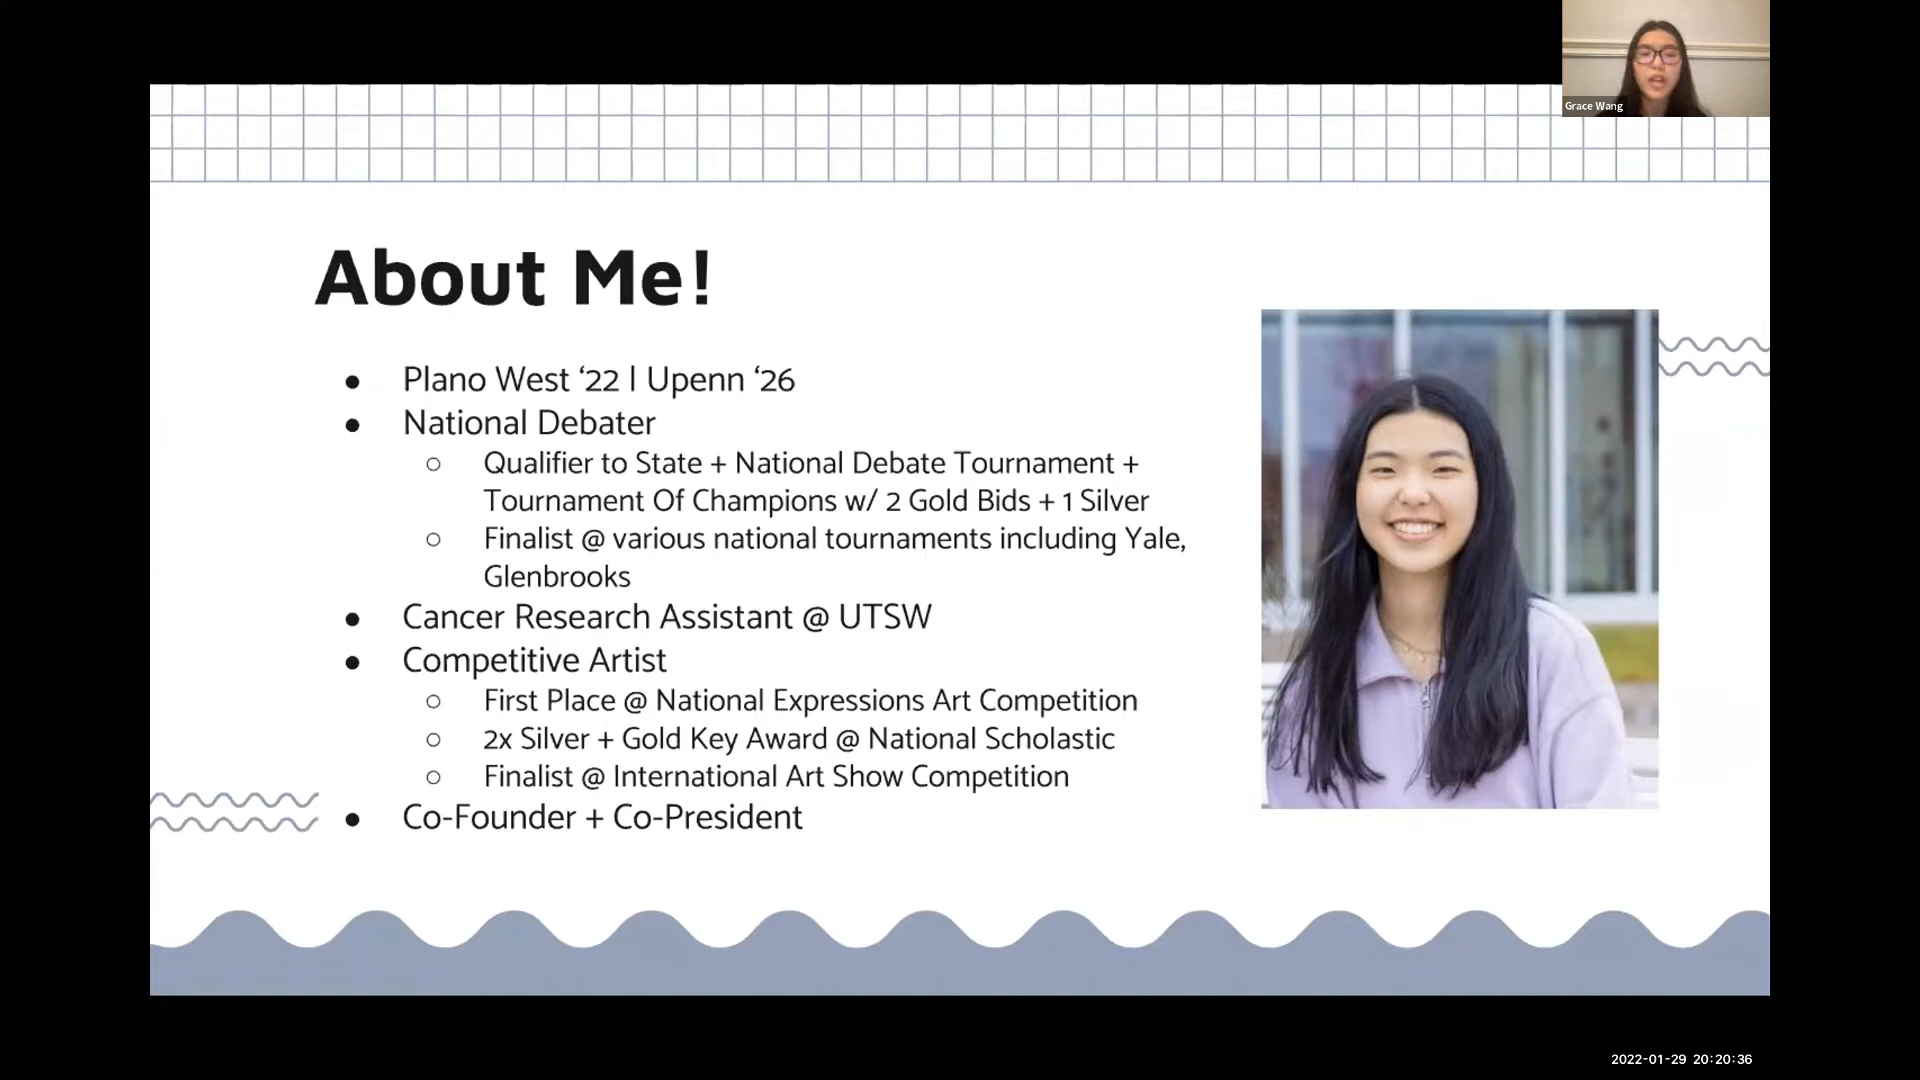 Grace Wang
About Me!
● Plano West ‘22 | Upenn ‘26
● National Debater
○ Qualifier to State + National Debate Tournament +
Tournament Of Champions w/ 2 Gold Bids + 1 Silver
○ Finalist @ various national tournaments including Yale,
Glenbrooks
● Cancer Research Assistant @ UTSW
● Competitive Artist
○ First Place @ National Expressions Art Competition
○ 2x Silver + Gold Key Award @ National Scholastic
○ Finalist @ International Art Show Competition
● Co-Founder + Co-President
2022-01-29 20:20:36